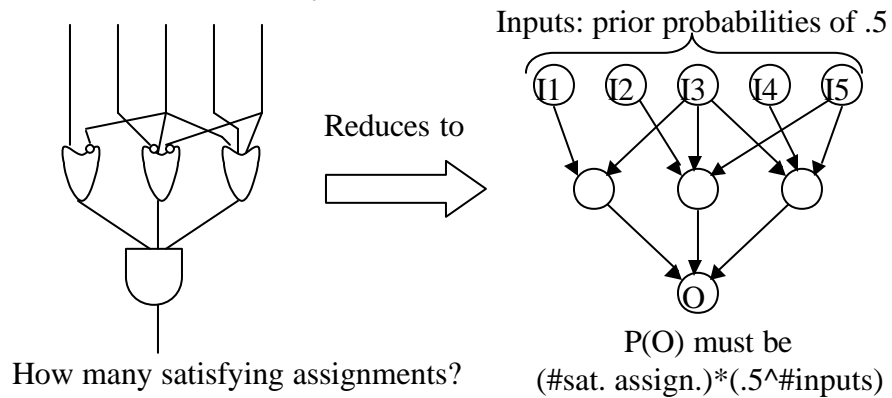 Inputs: prior probabilities of .5
I1 I2 I3 I4 I5
Reduces to
O
How many satisfying assignments?
P(O) must be
(#sat. assign.)*(.5^#inputs)